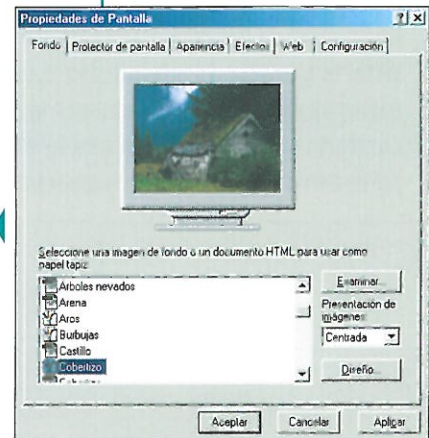 Propiedades de Pantalla
Fondo Protector de pantalla Apariencia Efectos Web Configuración
Seleccione una imagen de fondo o un documento HTML para usar como
papel tapiz:
Árboles nevados
Arena
Aros
Burbujas
Castillo
Cobertizo
Examinar...
Presentación de
imágenes:
Centrada
Diseño...
Aceptar Cancelar Aplicar